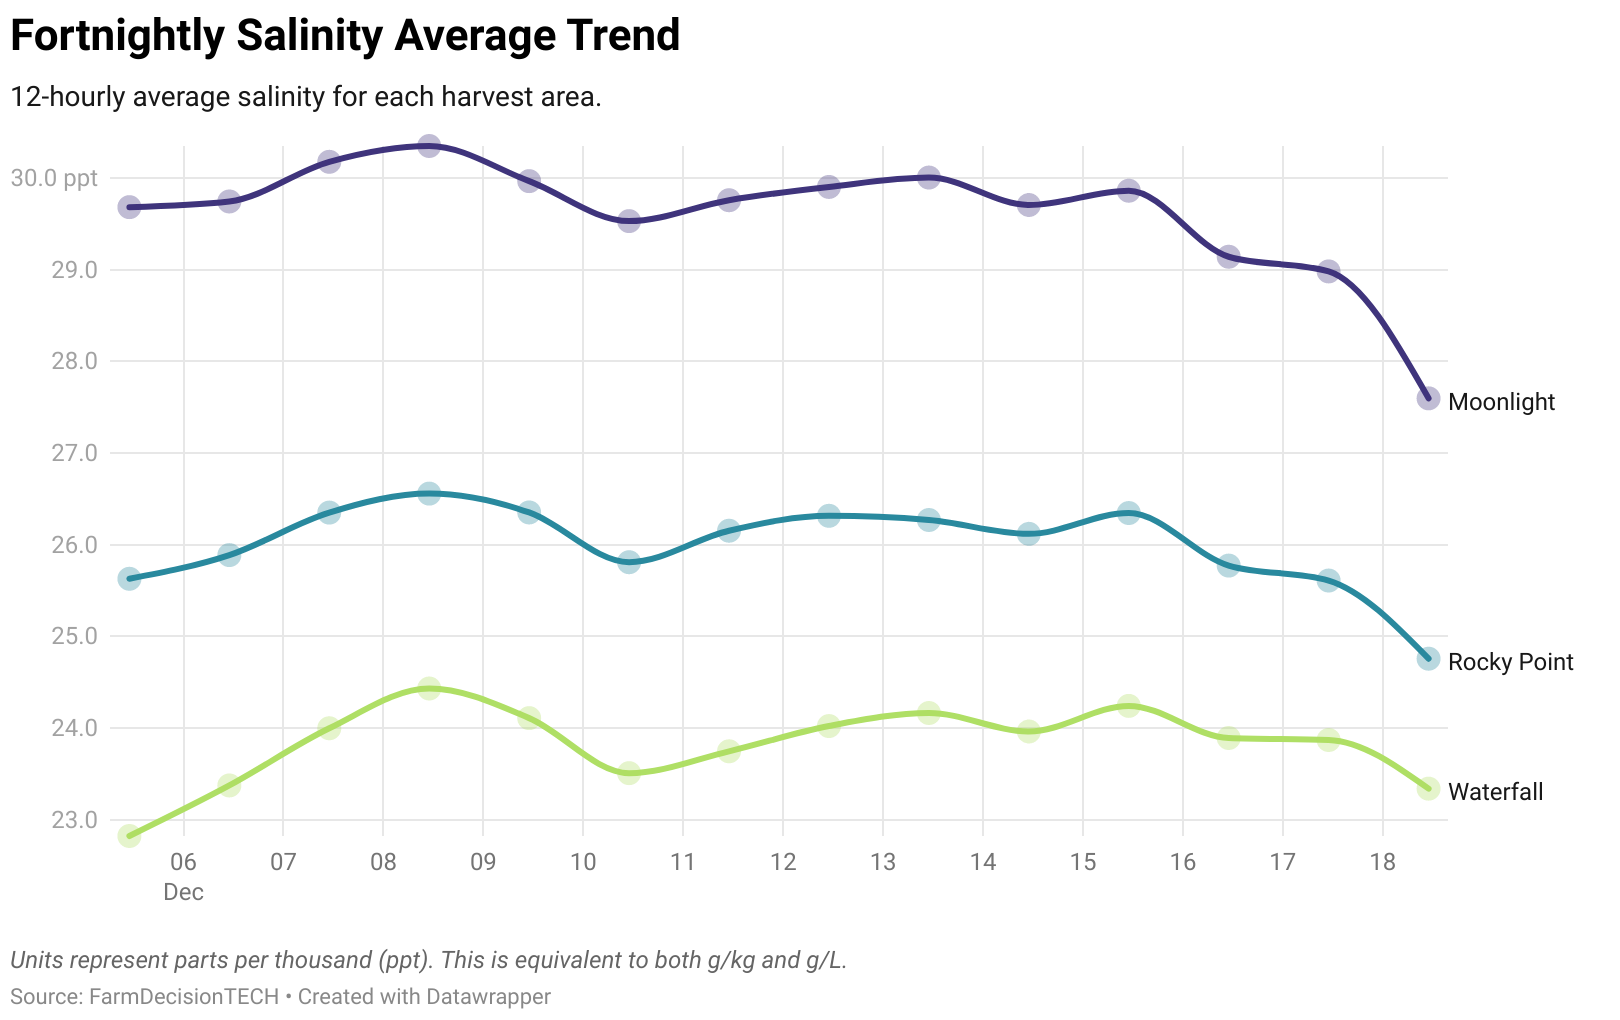 Fortnightly Salinity Average Trend
12-hourly average salinity for each harvest area.
30.0 ppt
29.0
28.0
Moonlight
27.0
26.0
25.0
Rocky Point
24.0
Waterfall
23.0
06 07 08 09 10 11 12 13 14 15 16 17 18
Dec
Units represent parts per thousand (ppt). This is equivalent to both g/kg and g/L.
Source: FarmDecisionTECH • Created with Datawrapper